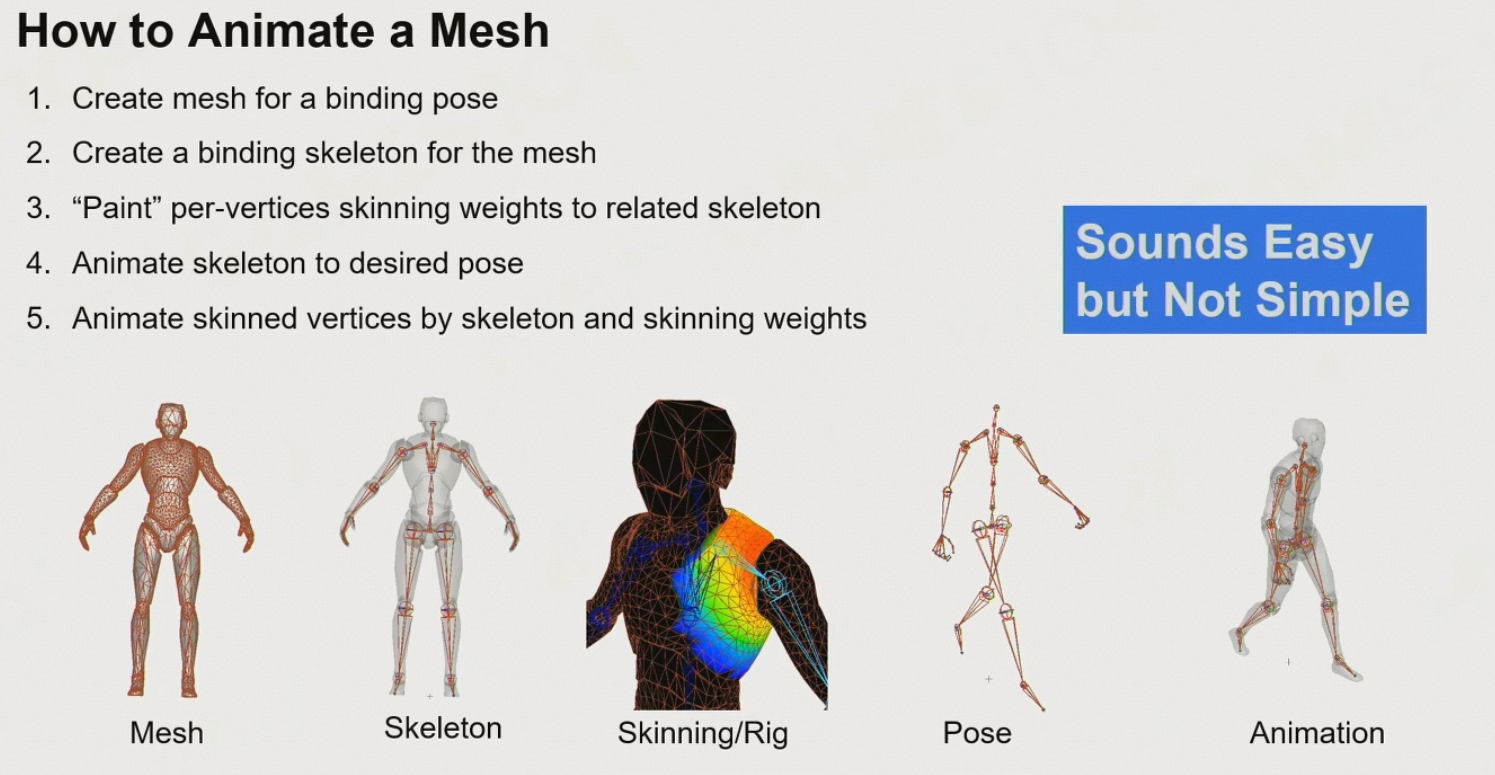 How to Animate a Mesh
1. Create mesh for a binding pose
2. Create a binding skeleton for the mesh
3. “Paint” per-vertices skinning weights to related skeleton
4. Animate skeleton to desired pose
5. Animate skinned vertices by skeleton and skinning weights
Sounds Easy
but Not Simple
Mesh
Skeleton
Skinning/Rig
Pose
Animation